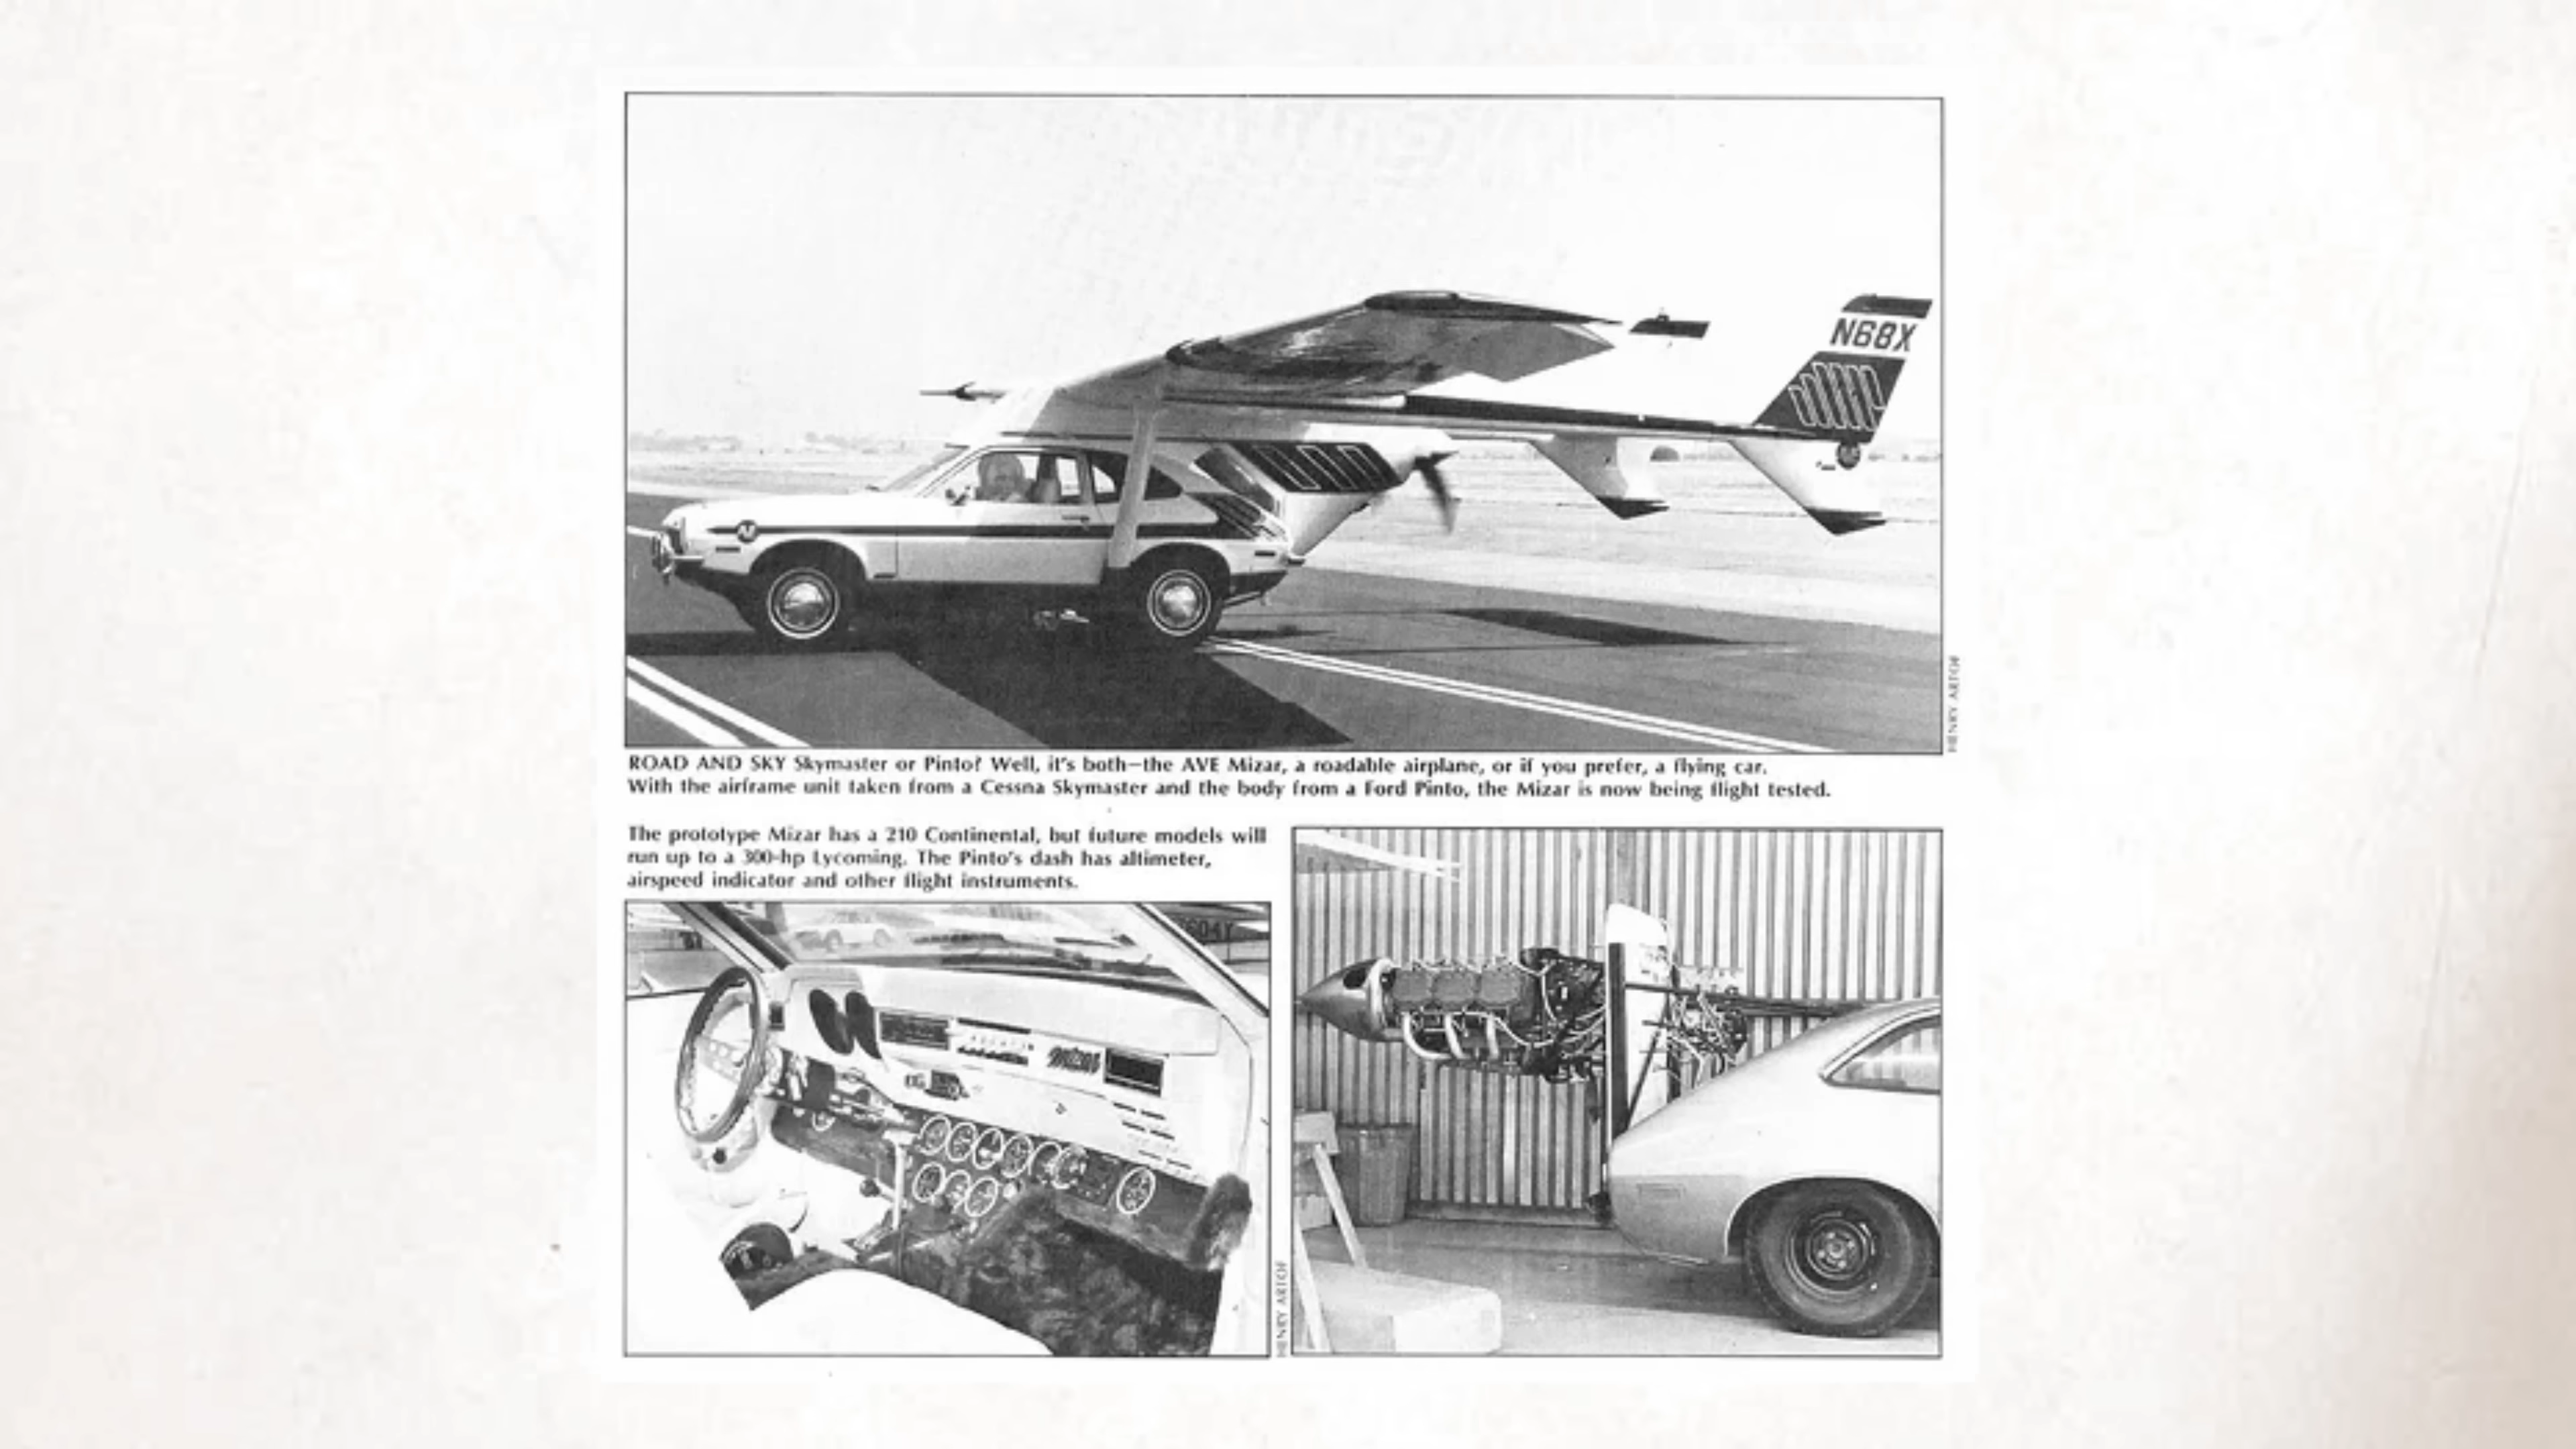 N68X
HENRY ARTOF
ROAD AND SKY Skymaster or Pinto? Well, it's both—the AVE Mizar, a roadable airplane, or if you prefer, a flying car.
With the airframe unit taken from a Cessna Skymaster and the body from a Ford Pinto, the Mizar is now being flight tested.
The prototype Mizar has a 210 Continental, but future models will
run up to a 300-hp Lycoming. The Pinto's dash has altimeter,
airspeed indicator and other flight instruments.
mizar
HENRY ARTOF